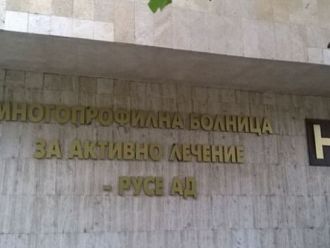 МНОГОПРОФИЛНА БОЛНИЦА
ЗА АКТИВНО ЛЕЧЕНИЕ
- РУСЕ АД